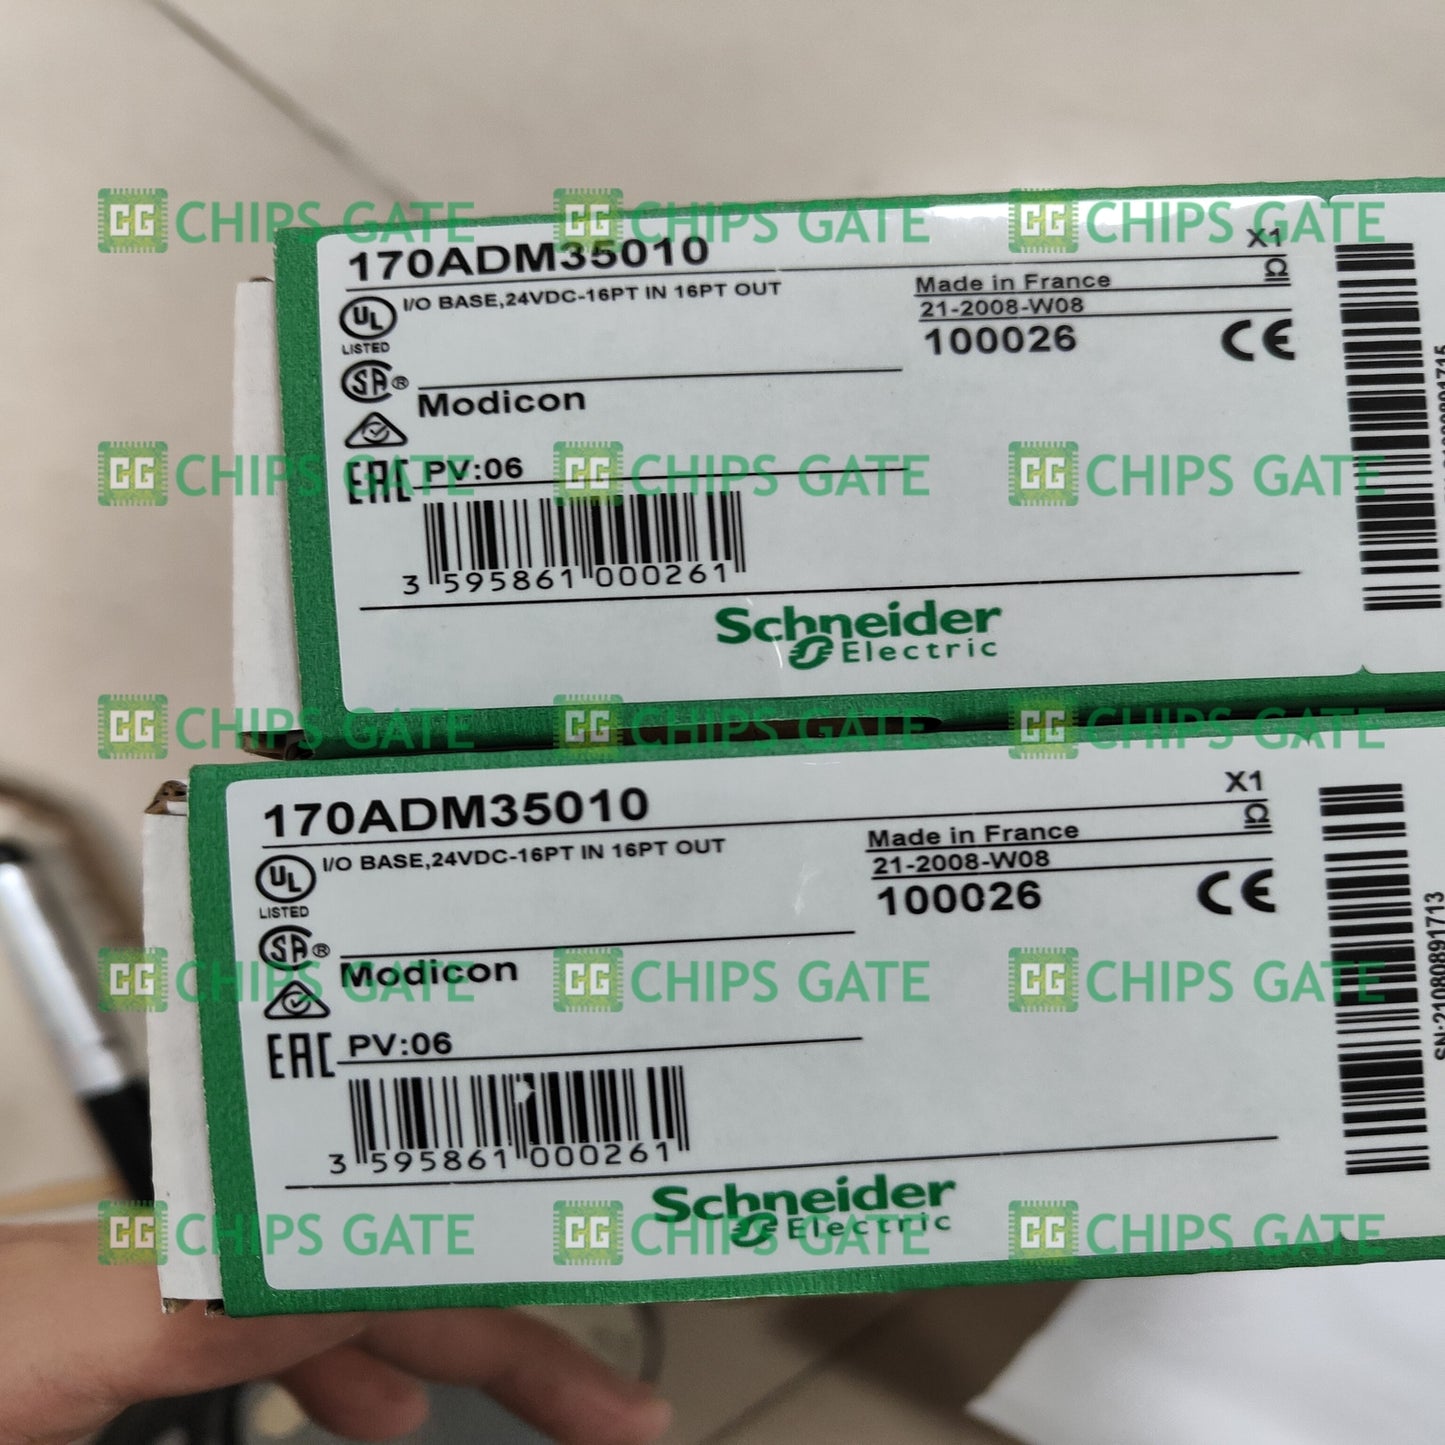 CG CHIPS GATE CG CHIPS GATE CG CHIPS GATE
170ADM35010
X1
I/O BASE,24VDC-16PT IN 16PT OUT
UL
LISTED
Made in France
21-2008-W08
100026
CE
SA®
Modicon
CG CHIPS GATE CG CHIPS GATE CG CHIPS GATE
EAC PV:06
3 595861 000261
Schneider
Electric
CG CHIPS GATE CG CHIPS GATE CG CHIPS GATE
170ADM35010
X1
I/O BASE,24VDC-16PT IN 16PT OUT
UL
LISTED
Made in France
21-2008-W08
100026
CE
SA®
Modicon
SN:21080891713
CG CHIPS GATE CG CHIPS GATE CG CHIPS GATE
EAC PV:06
3 595861 000261
Schneider
Electric
CG CHIPS GATE CG CHIPS GATE CG CHIPS GATE